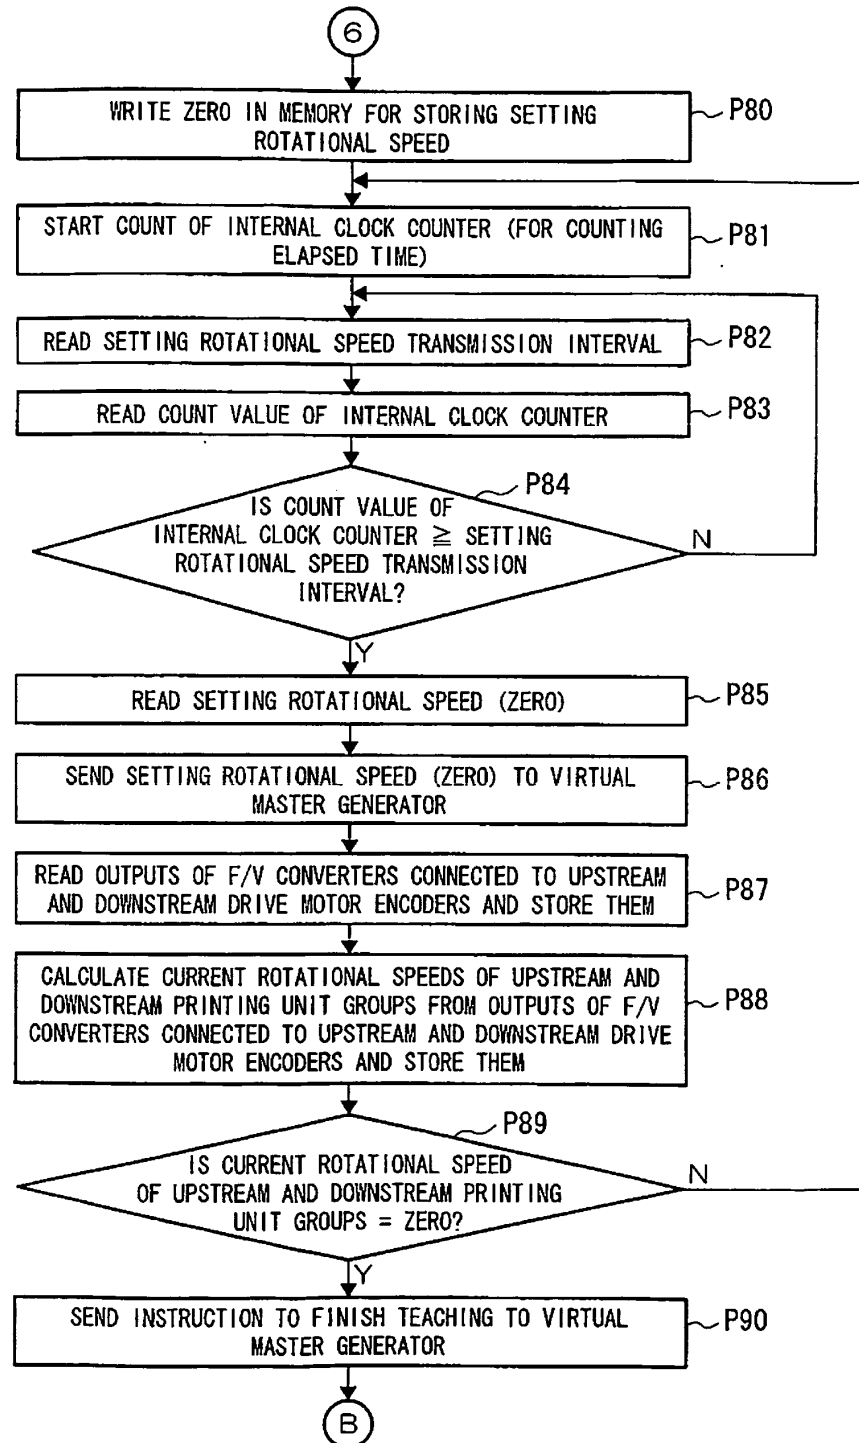 6
WRITE ZERO IN MEMORY FOR STORING SETTING
ROTATIONAL SPEED
P80
START COUNT OF INTERNAL CLOCK COUNTER (FOR COUNTING
ELAPSED TIME)
P81
READ SETTING ROTATIONAL SPEED TRANSMISSION INTERVAL
P82
READ COUNT VALUE OF INTERNAL CLOCK COUNTER
P83
P84
IS COUNT VALUE OF
INTERNAL CLOCK COUNTER ≧ SETTING
ROTATIONAL SPEED TRANSMISSION
INTERVAL?
N
Y
READ SETTING ROTATIONAL SPEED (ZERO)
P85
SEND SETTING ROTATIONAL SPEED (ZERO) TO VIRTUAL
MASTER GENERATOR
P86
READ OUTPUTS OF F/V CONVERTERS CONNECTED TO UPSTREAM
AND DOWNSTREAM DRIVE MOTOR ENCODERS AND STORE THEM
P87
CALCULATE CURRENT ROTATIONAL SPEEDS OF UPSTREAM AND
DOWNSTREAM PRINTING UNIT GROUPS FROM OUTPUTS OF F/V
CONVERTERS CONNECTED TO UPSTREAM AND DOWNSTREAM DRIVE
MOTOR ENCODERS AND STORE THEM
P88
P89
IS CURRENT ROTATIONAL SPEED
OF UPSTREAM AND DOWNSTREAM PRINTING
UNIT GROUPS = ZERO?
N
Y
SEND INSTRUCTION TO FINISH TEACHING TO VIRTUAL
MASTER GENERATOR
P90
B